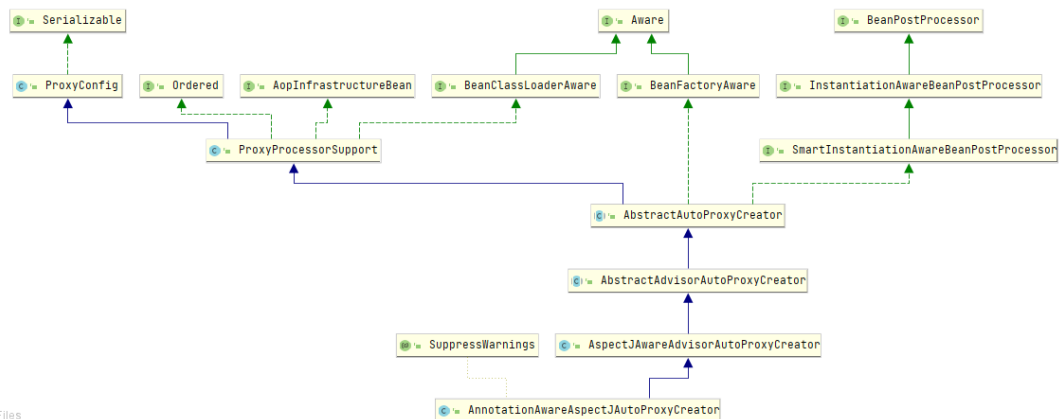 Serializable
Aware
BeanPostProcessor
ProxyConfig
Ordered
AopInfrastructureBean
BeanClassLoaderAware
BeanFactoryAware
InstantiationAwareBeanPostProcessor
ProxyProcessorSupport
SmartInstantiationAwareBeanPostProcessor
AbstractAutoProxyCreator
AbstractAdvisorAutoProxyCreator
SuppressWarnings
AspectJAwareAdvisorAutoProxyCreator
AnnotationAwareAspectJAutoProxyCreator
Files